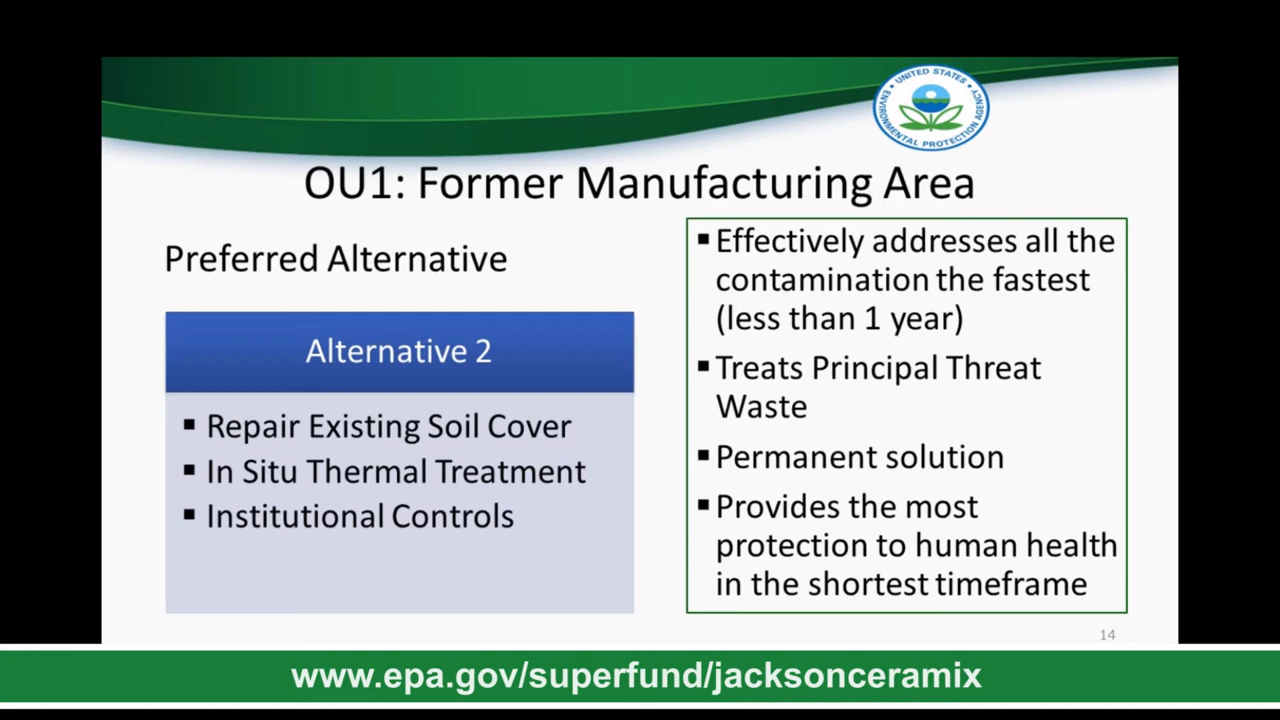 UNITED STATES
ENVIRONMENTAL PROTECTION AGENCY
OU1: Former Manufacturing Area
Preferred Alternative
Alternative 2
▪ Repair Existing Soil Cover
▪ In Situ Thermal Treatment
▪ Institutional Controls
▪ Effectively addresses all the
contamination the fastest
(less than 1 year)
▪ Treats Principal Threat
Waste
▪ Permanent solution
▪ Provides the most
protection to human health
in the shortest timeframe
14
www.epa.gov/superfund/jacksonceramix